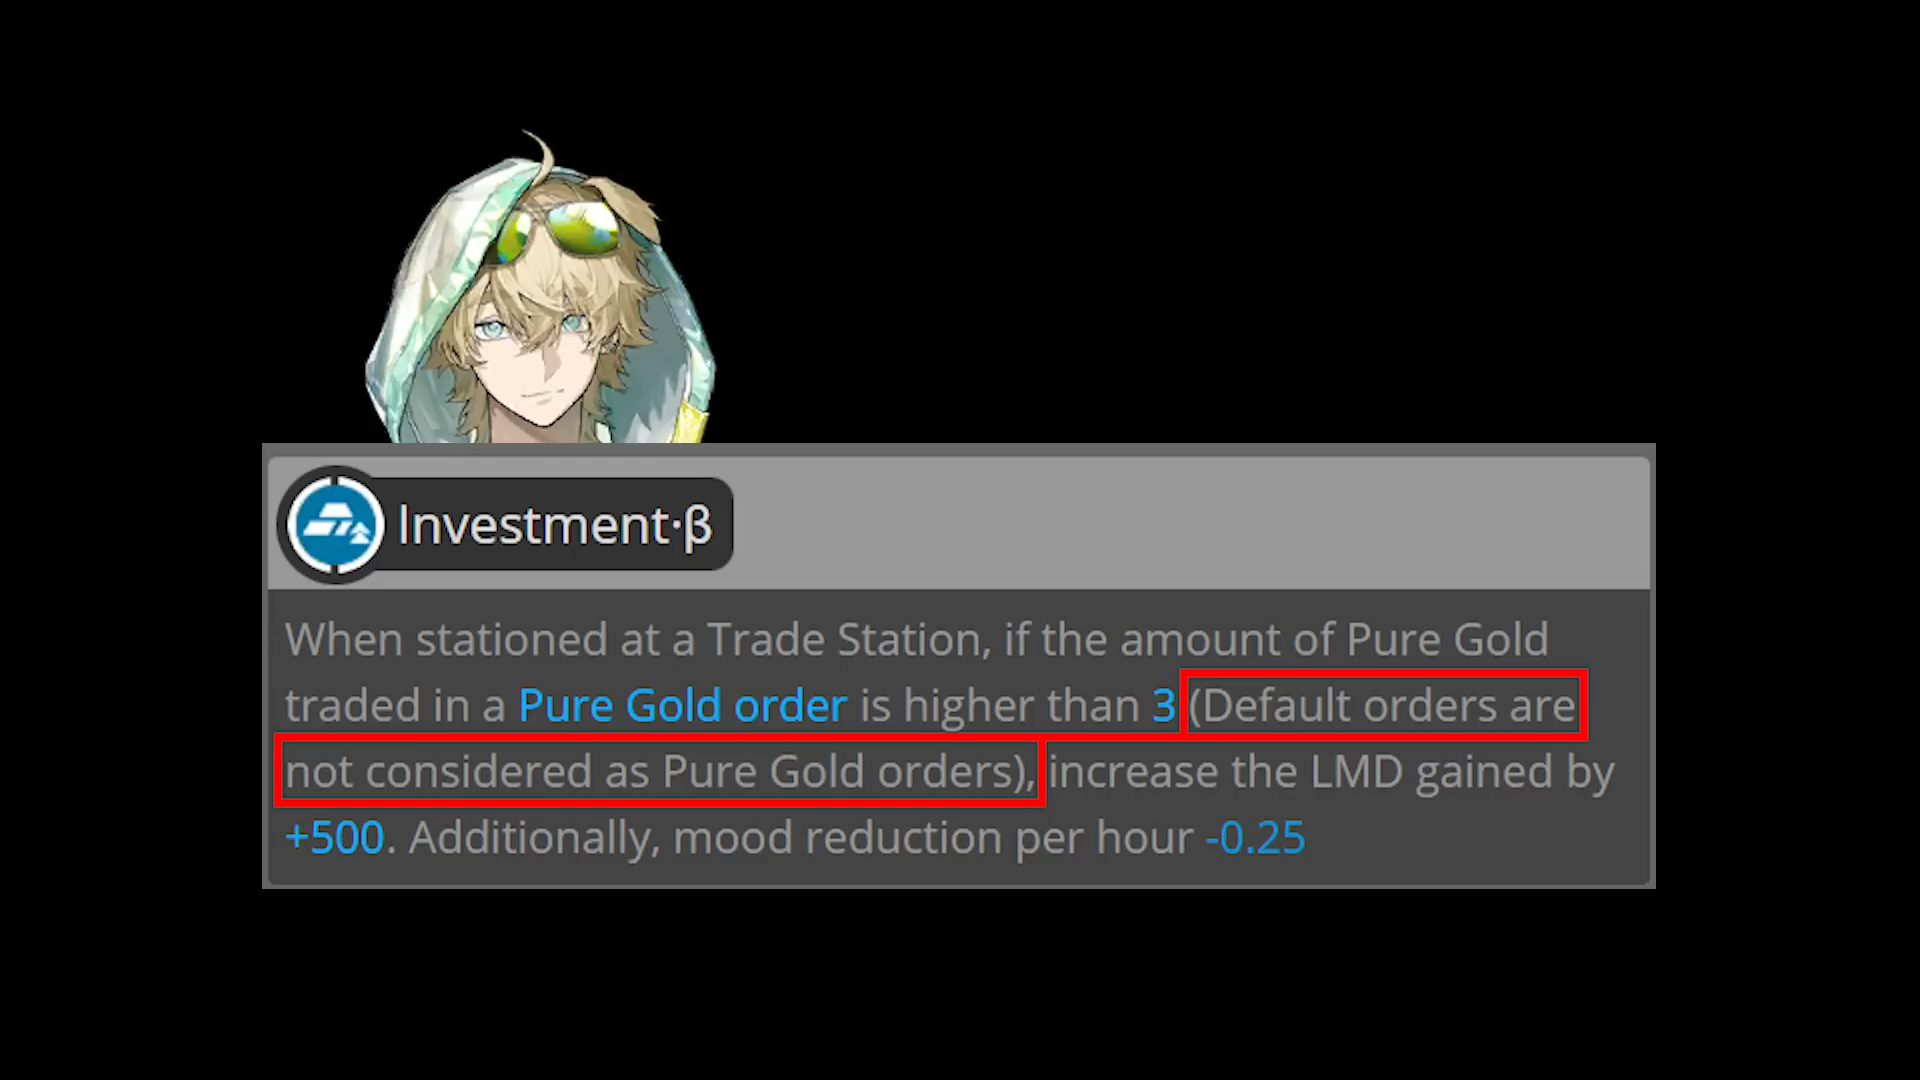 Investment·β
When stationed at a Trade Station, if the amount of Pure Gold
traded in a Pure Gold order is higher than 3 (Default orders are
not considered as Pure Gold orders), increase the LMD gained by
+500. Additionally, mood reduction per hour -0.25